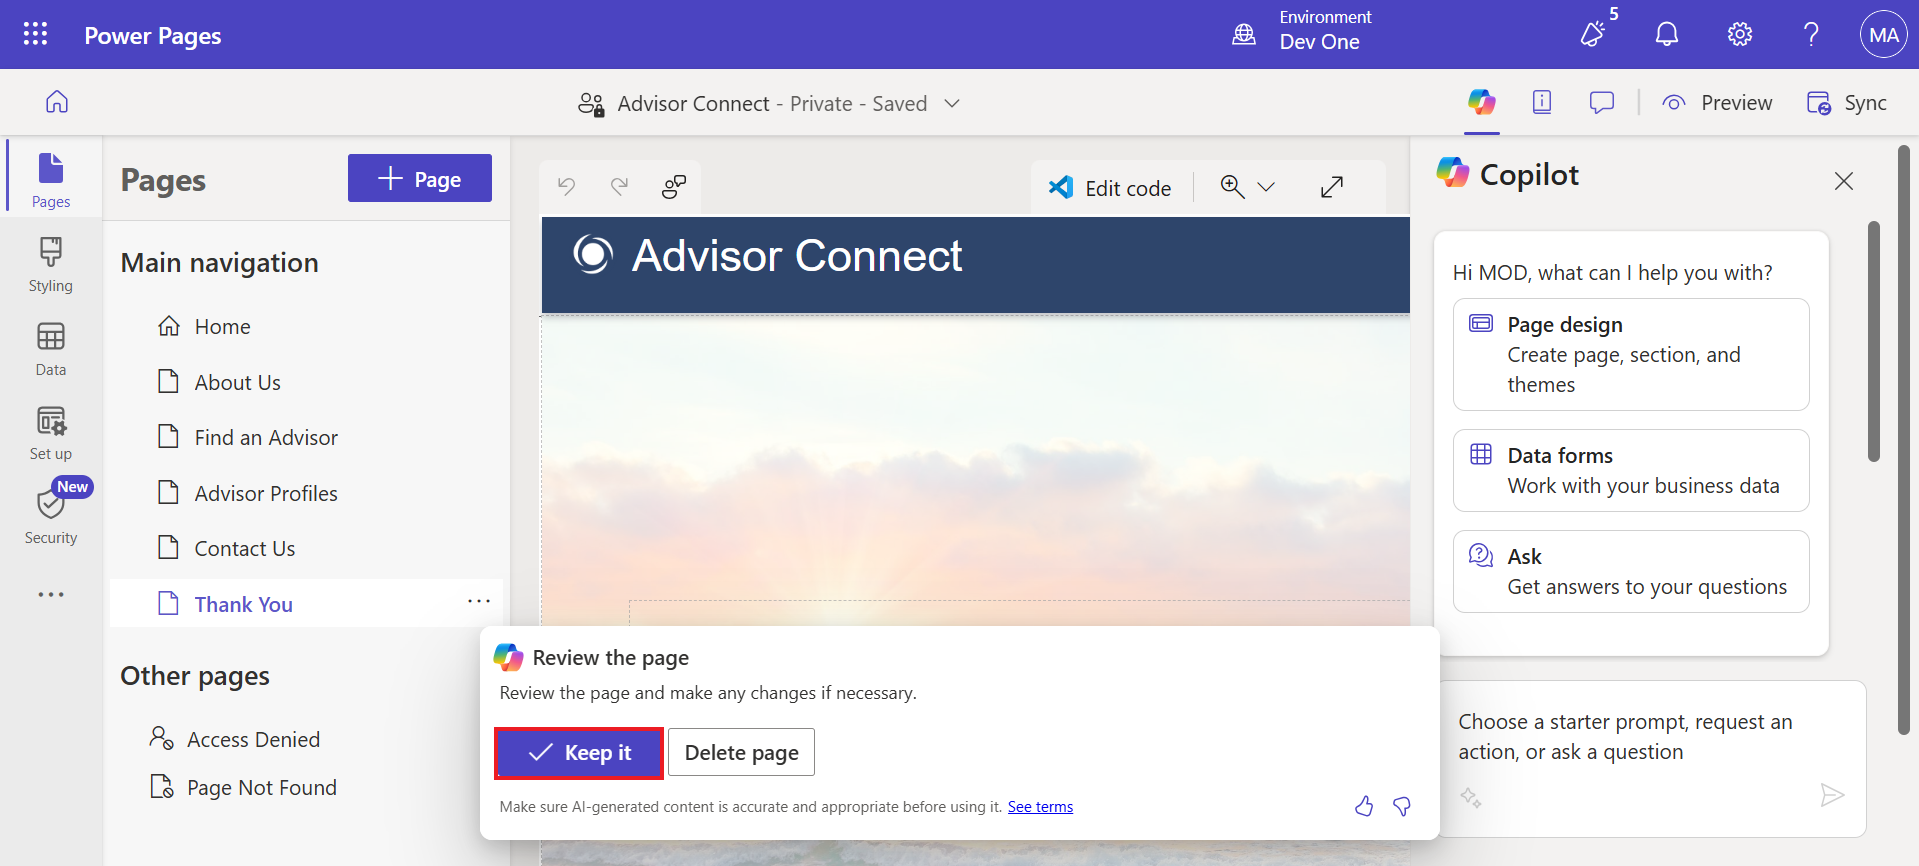 Power Pages
Environment
Dev One
5
MA
Advisor Connect - Private - Saved
Preview
Sync
Pages
Styling
Data
Set up
New
Security
Pages
Page
Main navigation
Home
About Us
Find an Advisor
Advisor Profiles
Contact Us
Thank You
Other pages
Access Denied
Page Not Found
Edit code
Advisor Connect
Review the page
Review the page and make any changes if necessary.
Keep it
Delete page
Make sure AI-generated content is accurate and appropriate before using it. See terms
Copilot
Hi MOD, what can I help you with?
Page design
Create page, section, and
themes
Data forms
Work with your business data
Ask
Get answers to your questions
Choose a starter prompt, request an
action, or ask a question